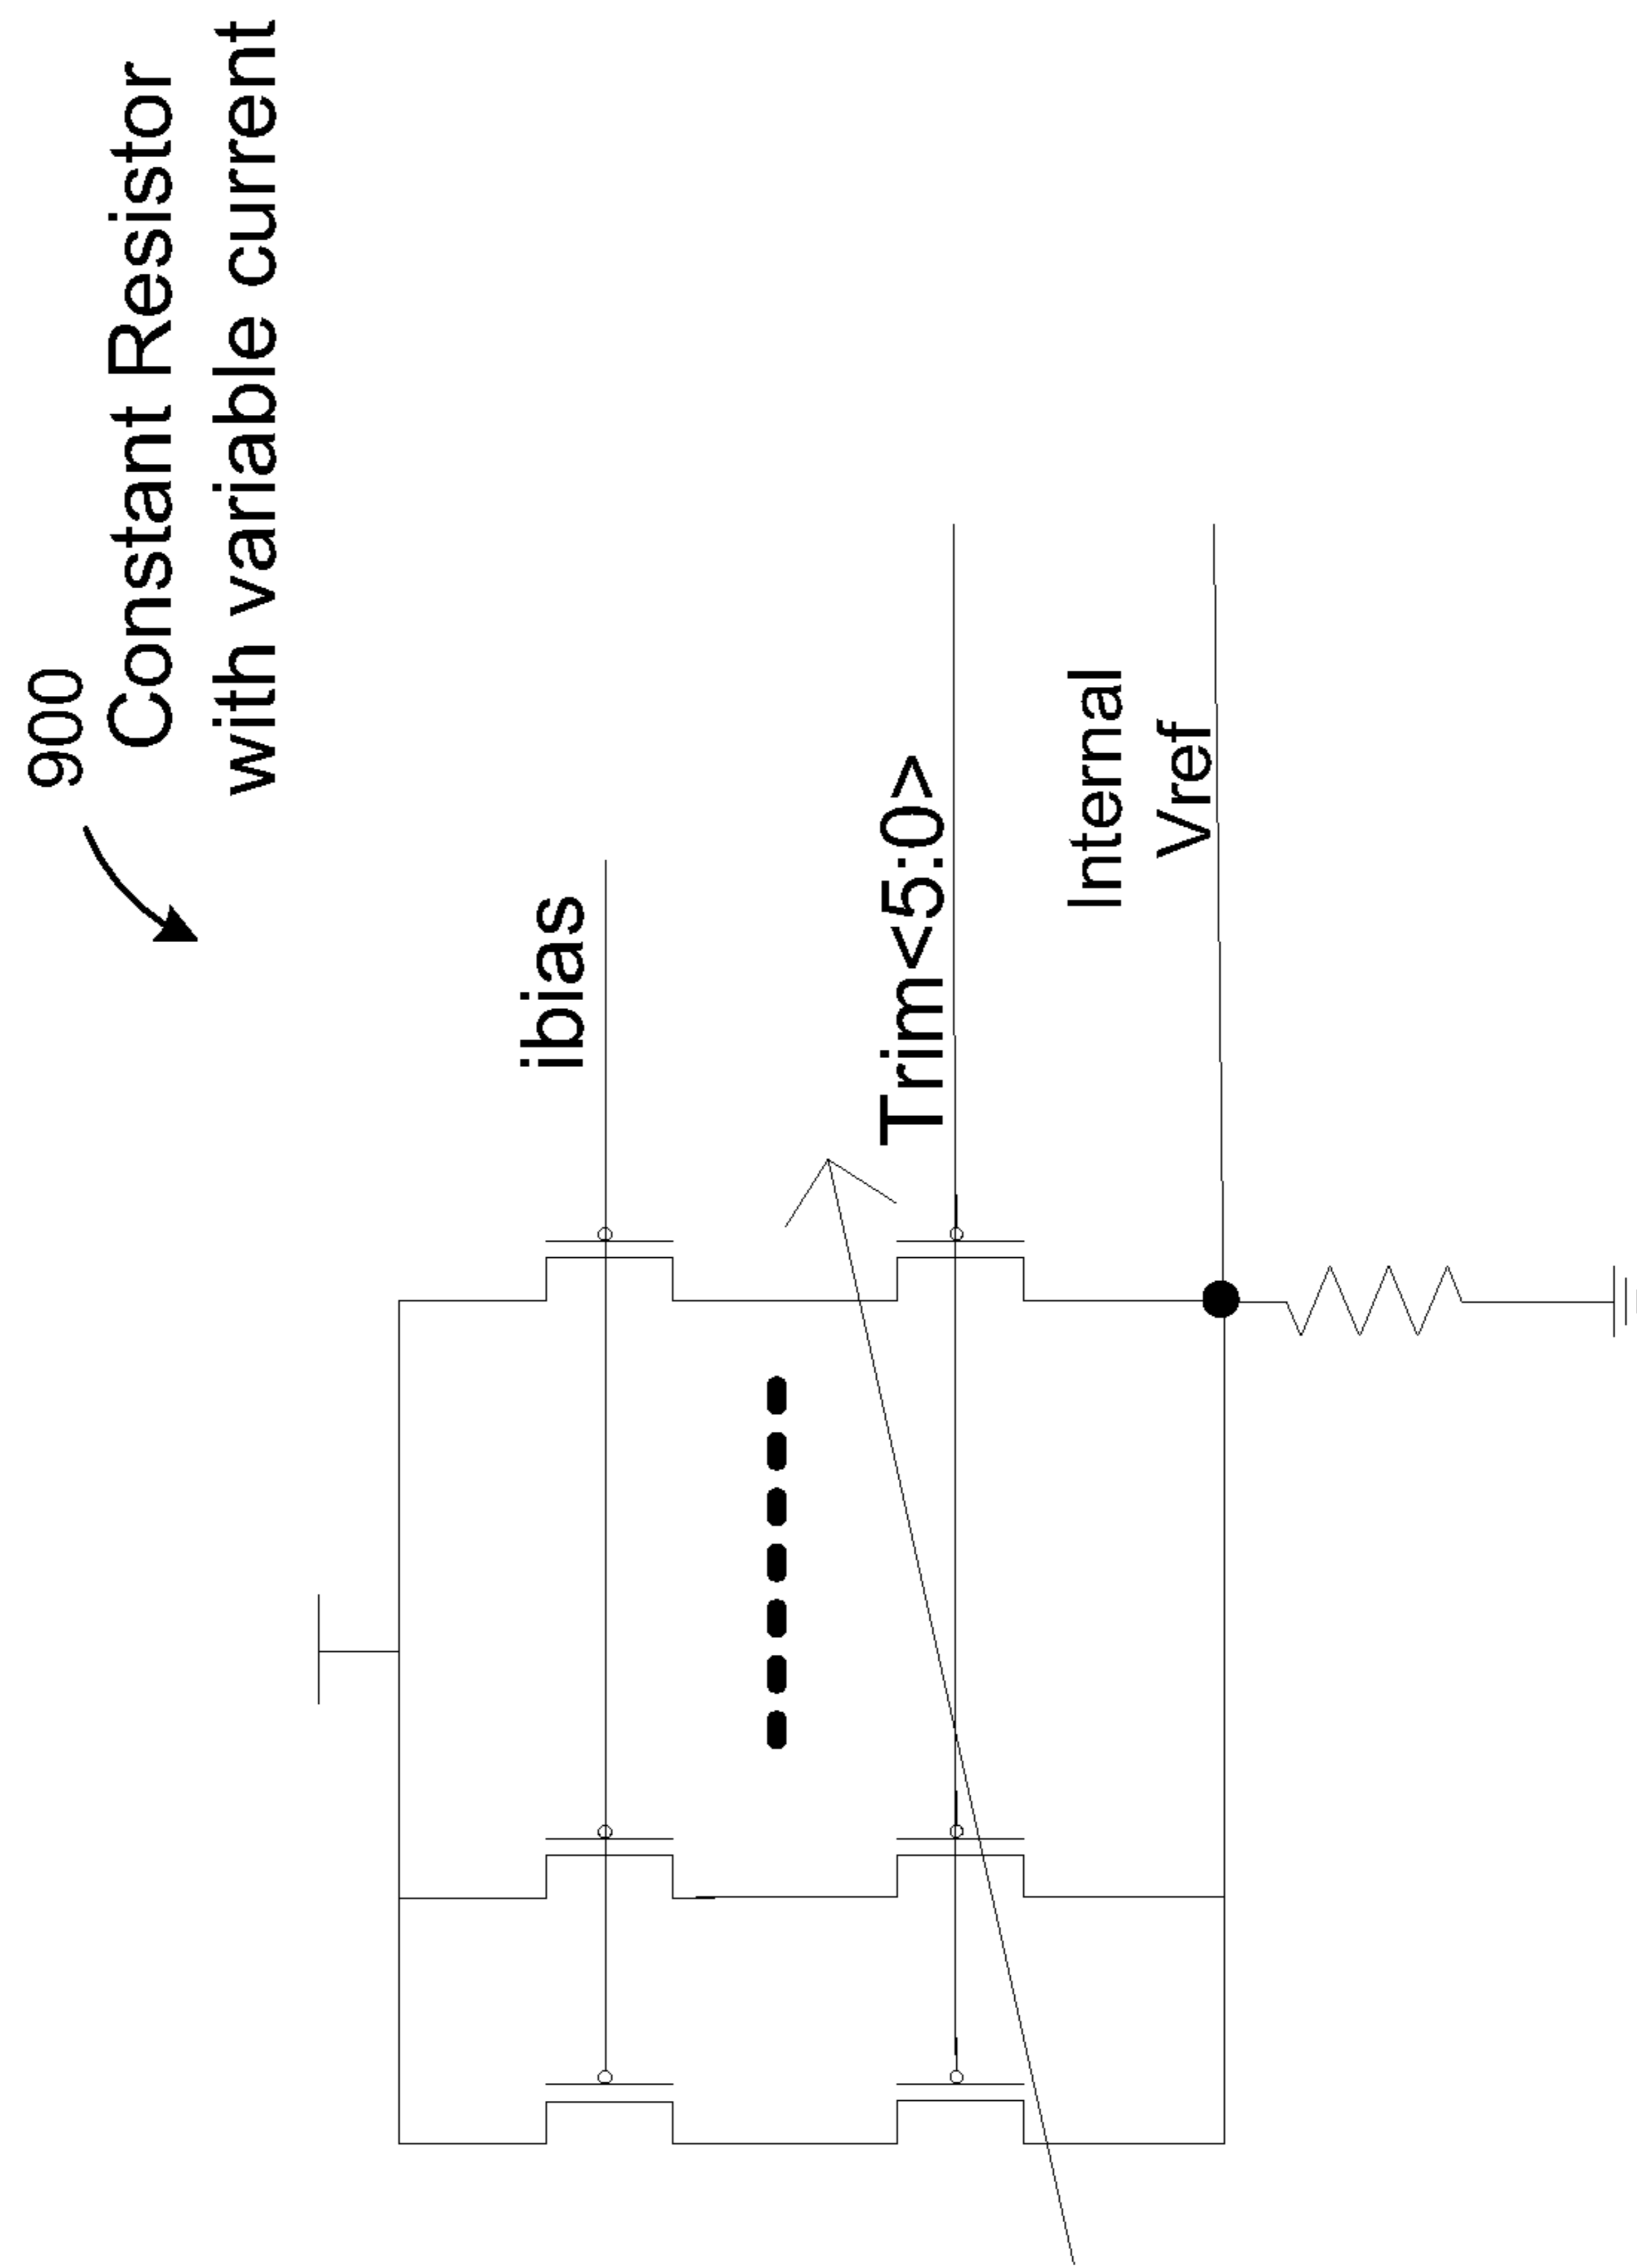 900
Constant Resistor
with variable current
ibias
Trim<5:0>
Internal
Vref